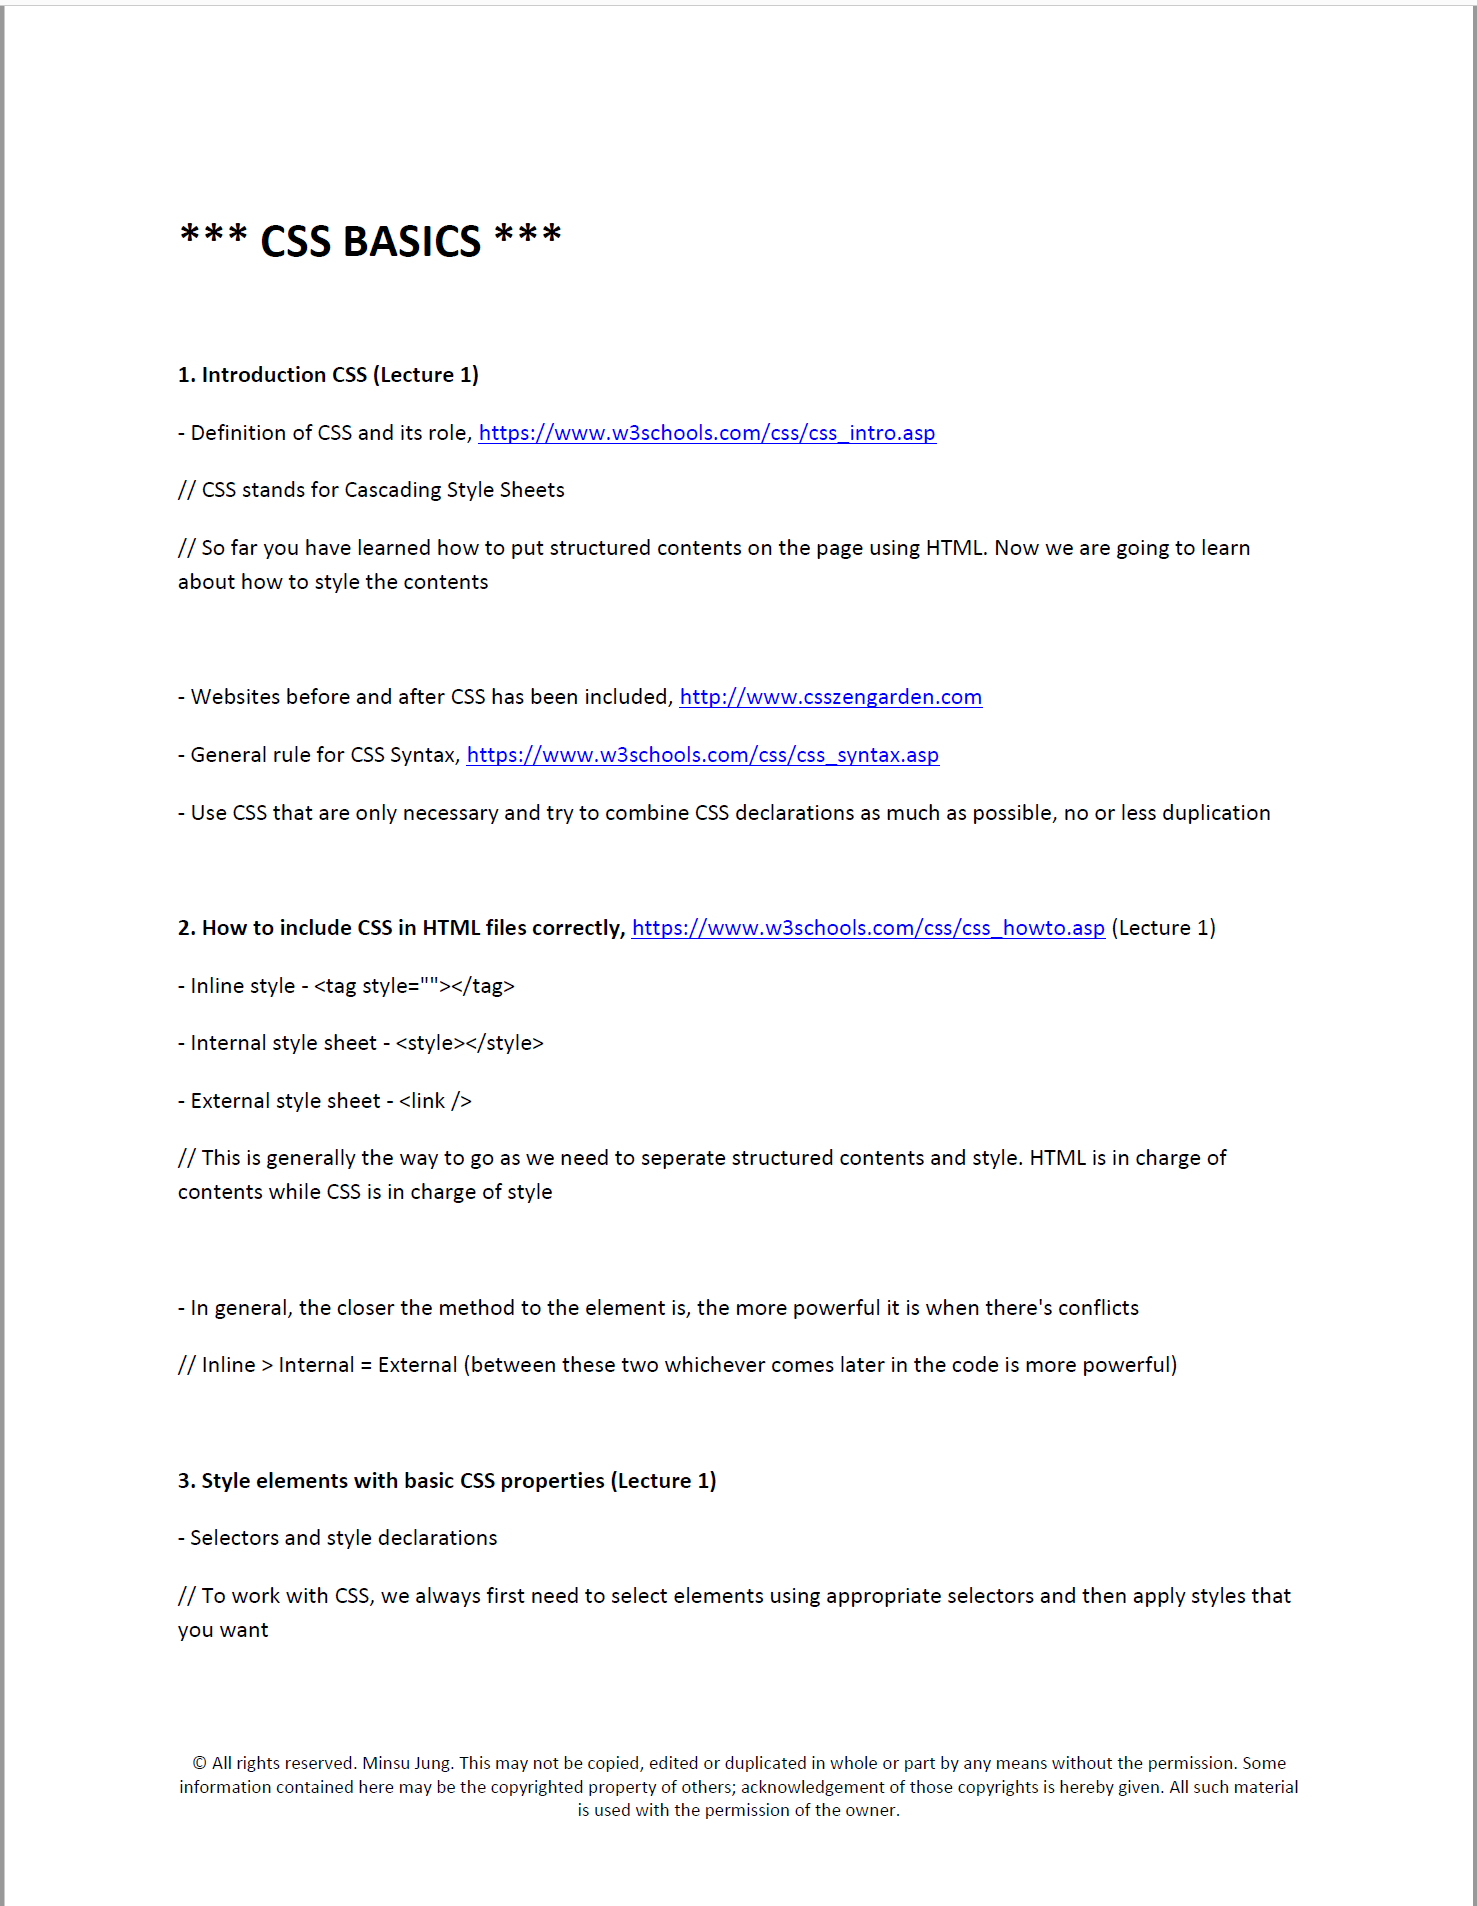 *** CSS BASICS ***
1. Introduction CSS (Lecture 1)
- Definition of CSS and its role, https://www.w3schools.com/css/css_intro.asp
// CSS stands for Cascading Style Sheets
// So far you have learned how to put structured contents on the page using HTML. Now we are going to learn
about how to style the contents
- Websites before and after CSS has been included, http://www.csszengarden.com
- General rule for CSS Syntax, https://www.w3schools.com/css/css_syntax.asp
- Use CSS that are only necessary and try to combine CSS declarations as much as possible, no or less duplication
2. How to include CSS in HTML files correctly, https://www.w3schools.com/css/css_howto.asp (Lecture 1)
- Inline style - <tag style=""></tag>
- Internal style sheet - <style></style>
- External style sheet - <link />
// This is generally the way to go as we need to seperate structured contents and style. HTML is in charge of
contents while CSS is in charge of style
- In general, the closer the method to the element is, the more powerful it is when there's conflicts
// Inline > Internal = External (between these two whichever comes later in the code is more powerful)
3. Style elements with basic CSS properties (Lecture 1)
- Selectors and style declarations
// To work with CSS, we always first need to select elements using appropriate selectors and then apply styles that
you want
© All rights reserved. Minsu Jung. This may not be copied, edited or duplicated in whole or part by any means without the permission. Some
information contained here may be the copyrighted property of others; acknowledgement of those copyrights is hereby given. All such material
is used with the permission of the owner.